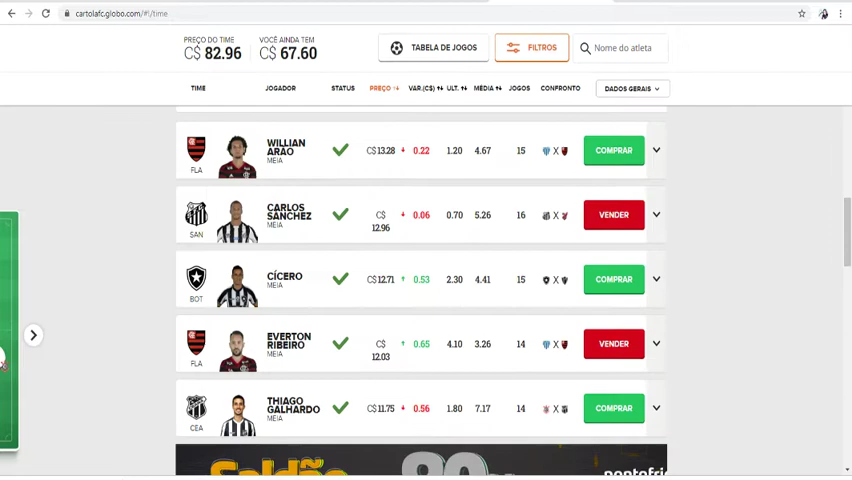 cartolafc.globo.com/#!/time
PREÇO DO TIME
C$ 82.96
VOCÊ AINDA TEM
C$ 67.60
TABELA DE JOGOS
FILTROS
Nome do atleta
TIME JOGADOR STATUS PREÇO VAR.(C$) ULT. MÉDIA JOGOS CONFRONTO DADOS GERAIS
FLA
WILLIAN
ARÃO
MEIA
C$ 13.28 0.22 1.20 4.67 15 X COMPRAR
SAN
CARLOS
SÁNCHEZ
MEIA
C$
12.96
0.06 0.70 5.26 16 X VENDER
BOT
CÍCERO
MEIA
C$ 12.71 0.53 2.30 4.41 15 X COMPRAR
FLA
EVERTON
RIBEIRO
MEIA
C$
12.03
0.65 4.10 3.26 14 X VENDER
CEA
THIAGO
GALHARDO
MEIA
C$ 11.75 0.56 1.80 7.17 14 X COMPRAR
Saldão